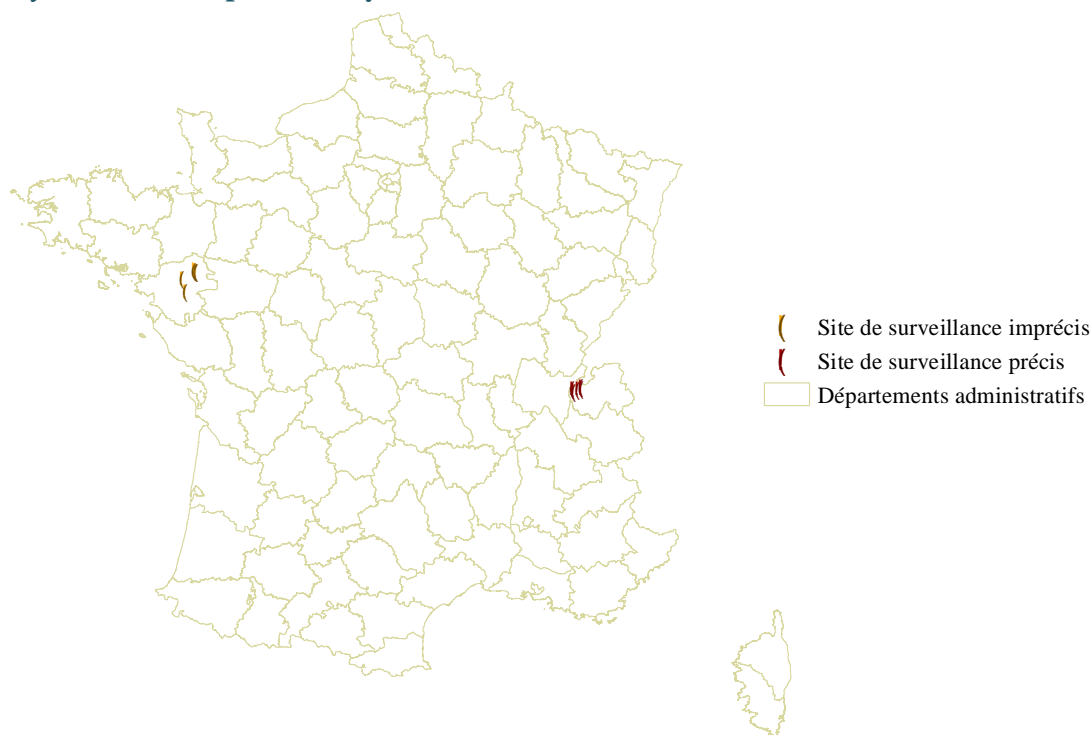 Site de surveillance imprécis
Site de surveillance précis
Départements administratifs